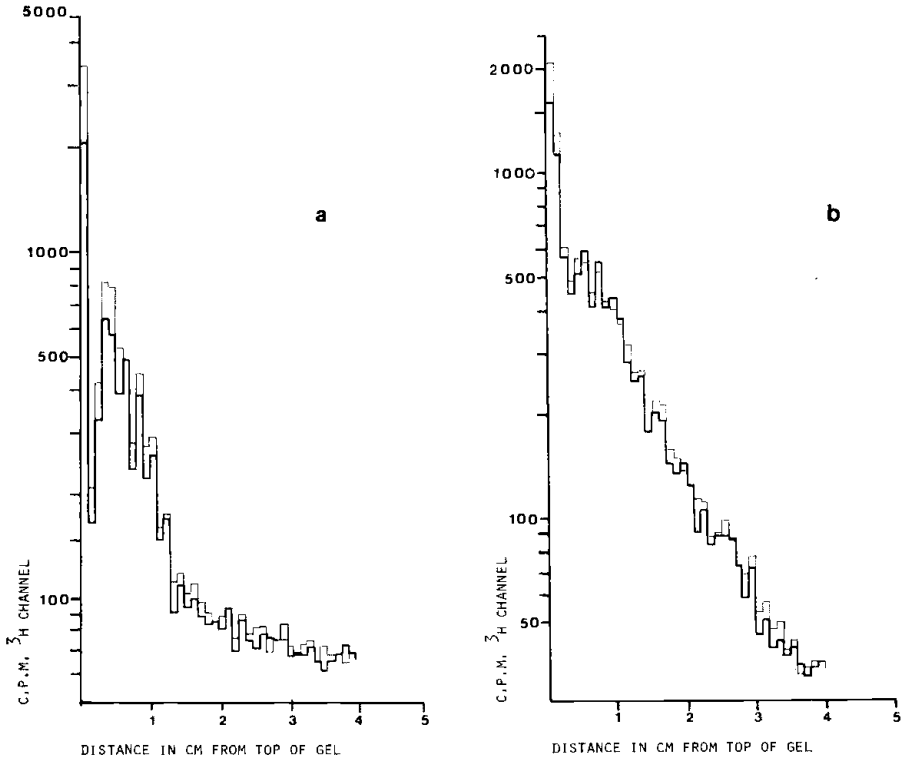 5000
1000
500
100
C.P.M. 3H CHANNEL
a
1 2 3 4 5
DISTANCE IN CM FROM TOP OF GEL
2000
1000
500
100
50
C.P.M. 3H CHANNEL
b
1 2 3 4 5
DISTANCE IN CM FROM TOP OF GEL